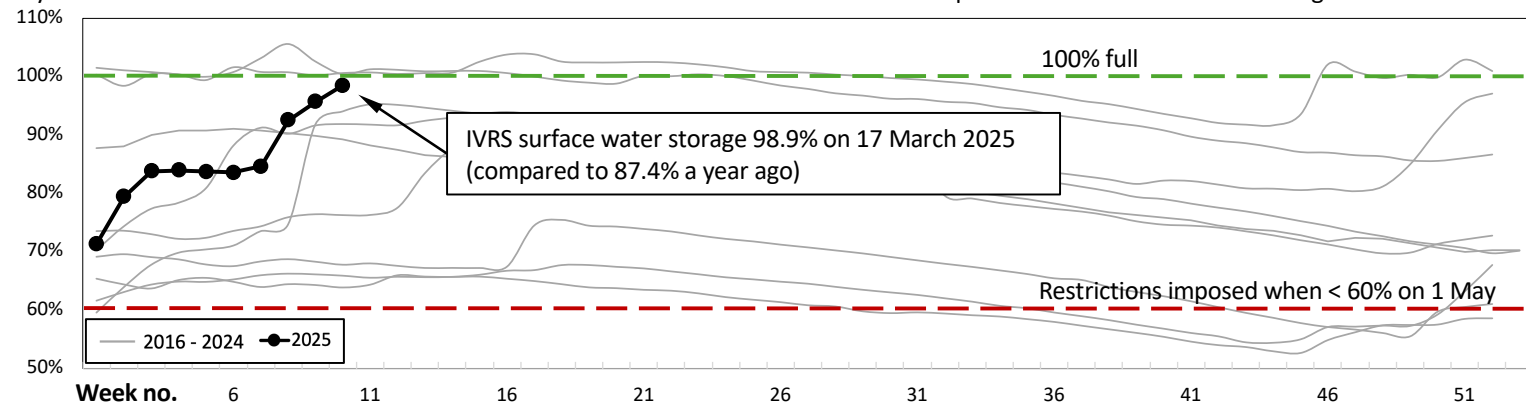 110%
100%
90%
80%
70%
60%
50%
100% full
IVRS surface water storage 98.9% on 17 March 2025
(compared to 87.4% a year ago)
Restrictions imposed when < 60% on 1 May
2016 - 2024 2025
Week no. 6 11 16 21 26 31 36 41 46 51